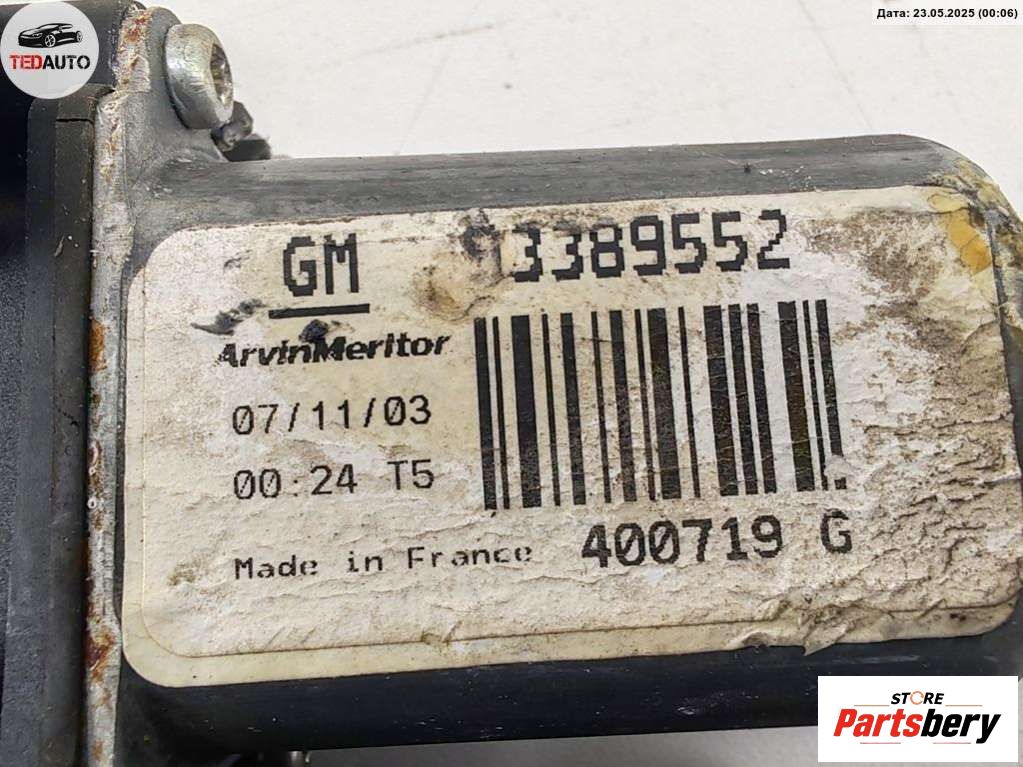 Дата: 23.05.2025 (00:06)
TEDAUTO
GM 3389552
ArvinMeritor
07/11/03
00:24 T5
Made in France 400719 G
STORE
Partsbery